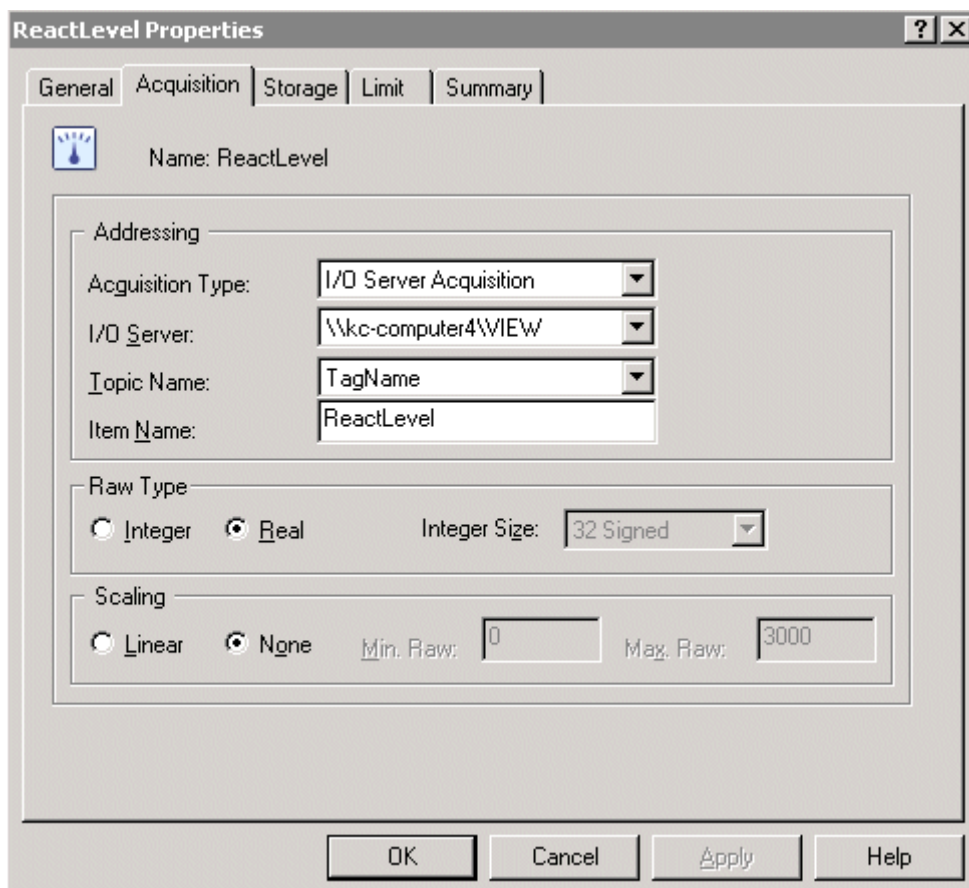 ReactLevel Properties
General Acquisition Storage Limit Summary
Name: ReactLevel
Addressing
Acquisition Type: I/O Server Acquisition
I/O Server: \\kc-computer4\VIEW
Topic Name: TagName
Item Name: ReactLevel
Raw Type
Integer Real Integer Size: 32 Signed
Scaling
Linear None Min. Raw: 0 Max. Raw: 3000
OK Cancel Apply Help